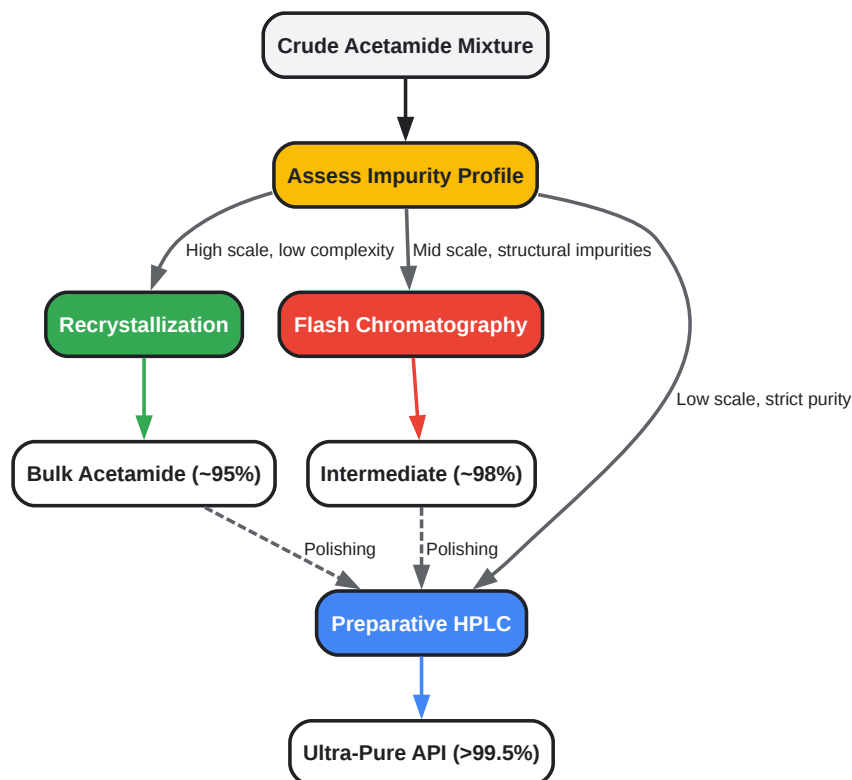 Crude Acetamide Mixture
Assess Impurity Profile
High scale, low complexity
Mid scale, structural impurities
Recrystallization
Flash Chromatography
Low scale, strict purity
Bulk Acetamide (~95%)
Intermediate (~98%)
Polishing
Polishing
Preparative HPLC
Ultra-Pure API (>99.5%)